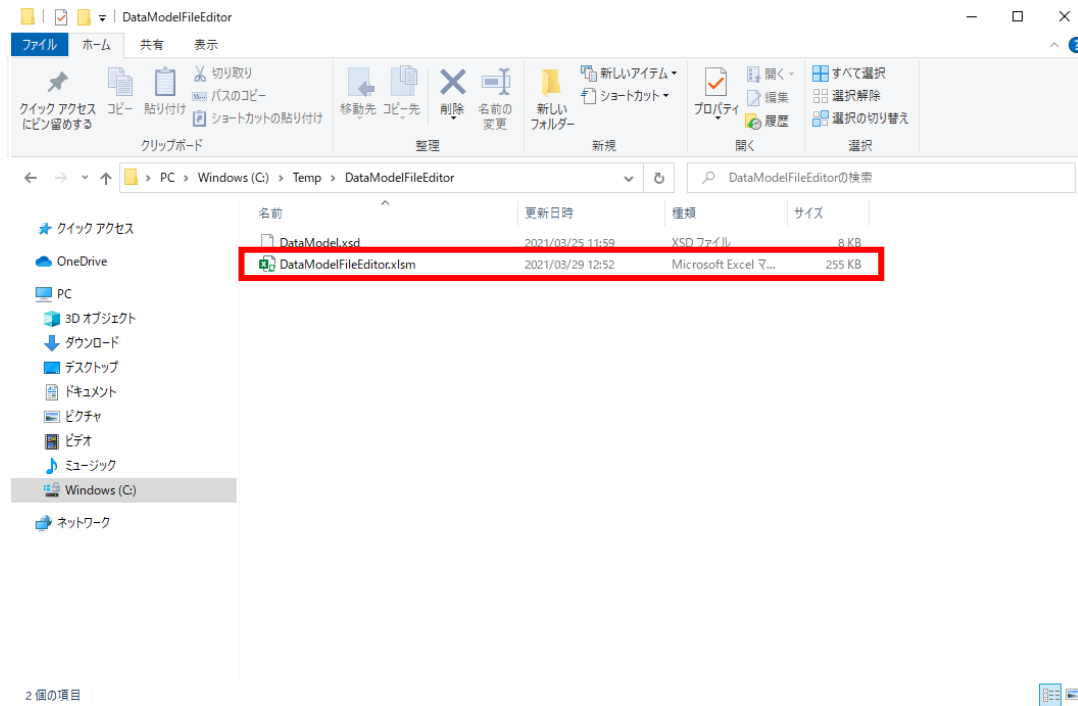 DataModelFileEditor
ファイル ホーム 共有 表示
クイック アクセス
にピン留めする
コピー
貼り付け
切り取り
パスのコピー
ショートカットの貼り付け
クリップボード
移動先
コピー先
削除
名前の
変更
整理
新しい
フォルダー
新しいアイテム
ショートカット
新規
プロパティ
開く
編集
履歴
開く
すべて選択
選択解除
選択の切り替え
選択
PC › Windows (C:) › Temp › DataModelFileEditor
DataModelFileEditorの検索
名前 更新日時 種類 サイズ
DataModel.xsd 2021/03/25 11:59 XSD ファイル 8 KB
DataModelFileEditor.xlsm 2021/03/29 12:52 Microsoft Excel マ... 255 KB
クイック アクセス
OneDrive
PC
3D オブジェクト
ダウンロード
デスクトップ
ドキュメント
ピクチャ
ビデオ
ミュージック
Windows (C:)
ネットワーク
2 個の項目